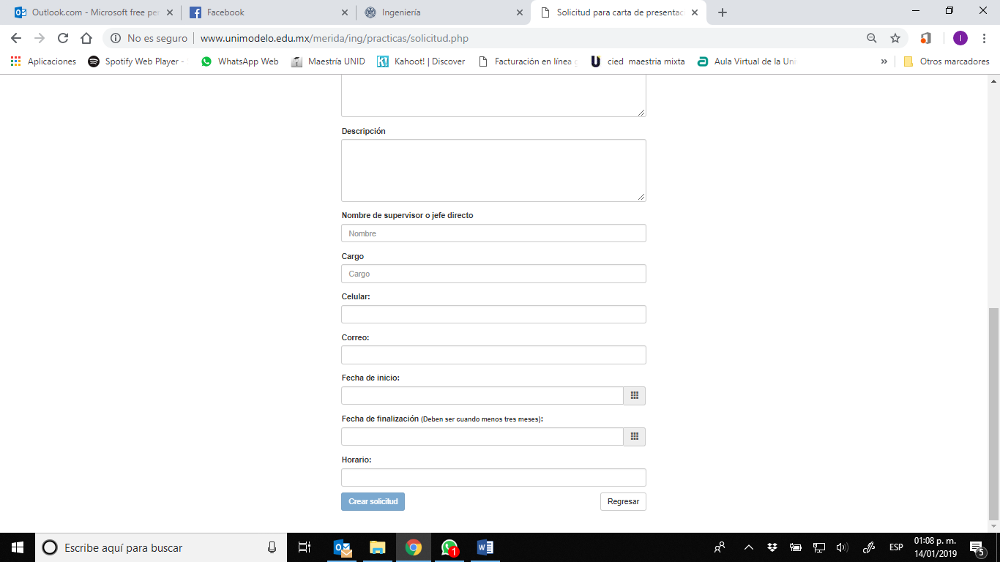 Outlook.com - Microsoft free per
Facebook
Ingeniería
Solicitud para carta de presentac
No es seguro
www.unimodelo.edu.mx/merida/ing/practicas/solicitud.php
I
Aplicaciones
Spotify Web Player -
WhatsApp Web
Maestría UNID
K!
Kahoot! | Discover
Facturación en línea
cied maestria mixta
Aula Virtual de la Uni
»
Otros marcadores
Descripción
Nombre de supervisor o jefe directo
Nombre
Cargo
Cargo
Celular:
Correo:
Fecha de inicio:
Fecha de finalización (Deben ser cuando menos tres meses):
Horario:
Crear solicitud
Regresar
Escribe aquí para buscar
1
ESP
01:08 p. m.
14/01/2019
5